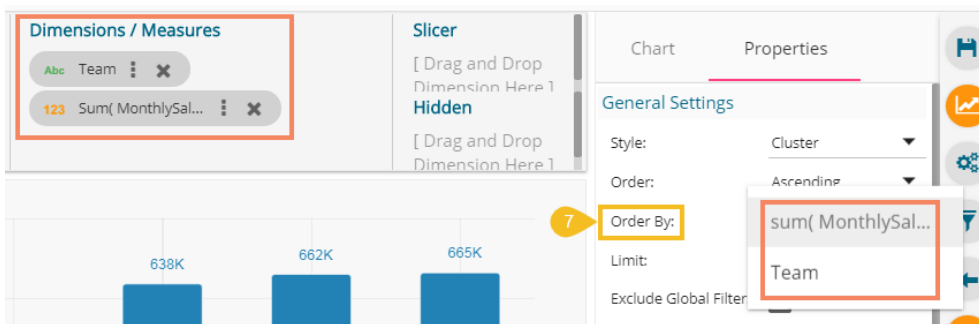 Dimensions / Measures
Abc Team
123 Sum( MonthlySal...
Slicer
[ Drag and Drop
Dimension Here ]
Hidden
[ Drag and Drop
Dimension Here ]
Chart Properties
General Settings
Style: Cluster
Order: Ascending
7 Order By:
sum( MonthlySal...
Limit:
Team
Exclude Global Filter
638K 662K 665K